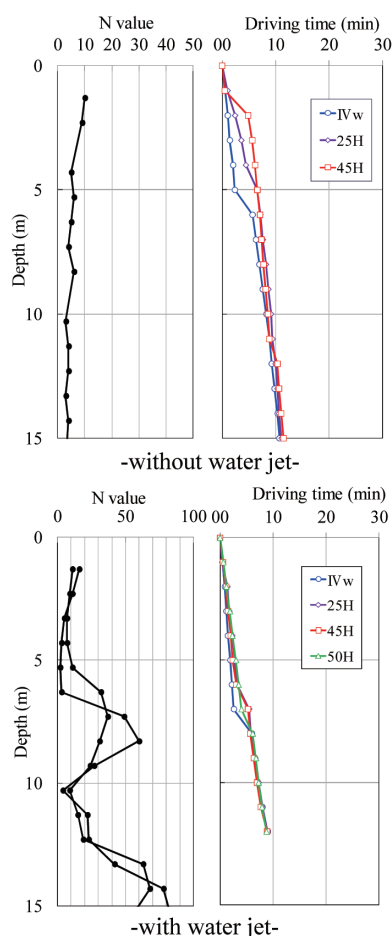 N value
Driving time (min)
0 10 20 30 40 50
00 10 20 30
0
5
10
15
Depth (m)
IVw
25H
45H
-without water jet-
N value
Driving time (min)
0 50 100
00 10 20 30
0
5
10
15
Depth (m)
IVw
25H
45H
50H
-with water jet-